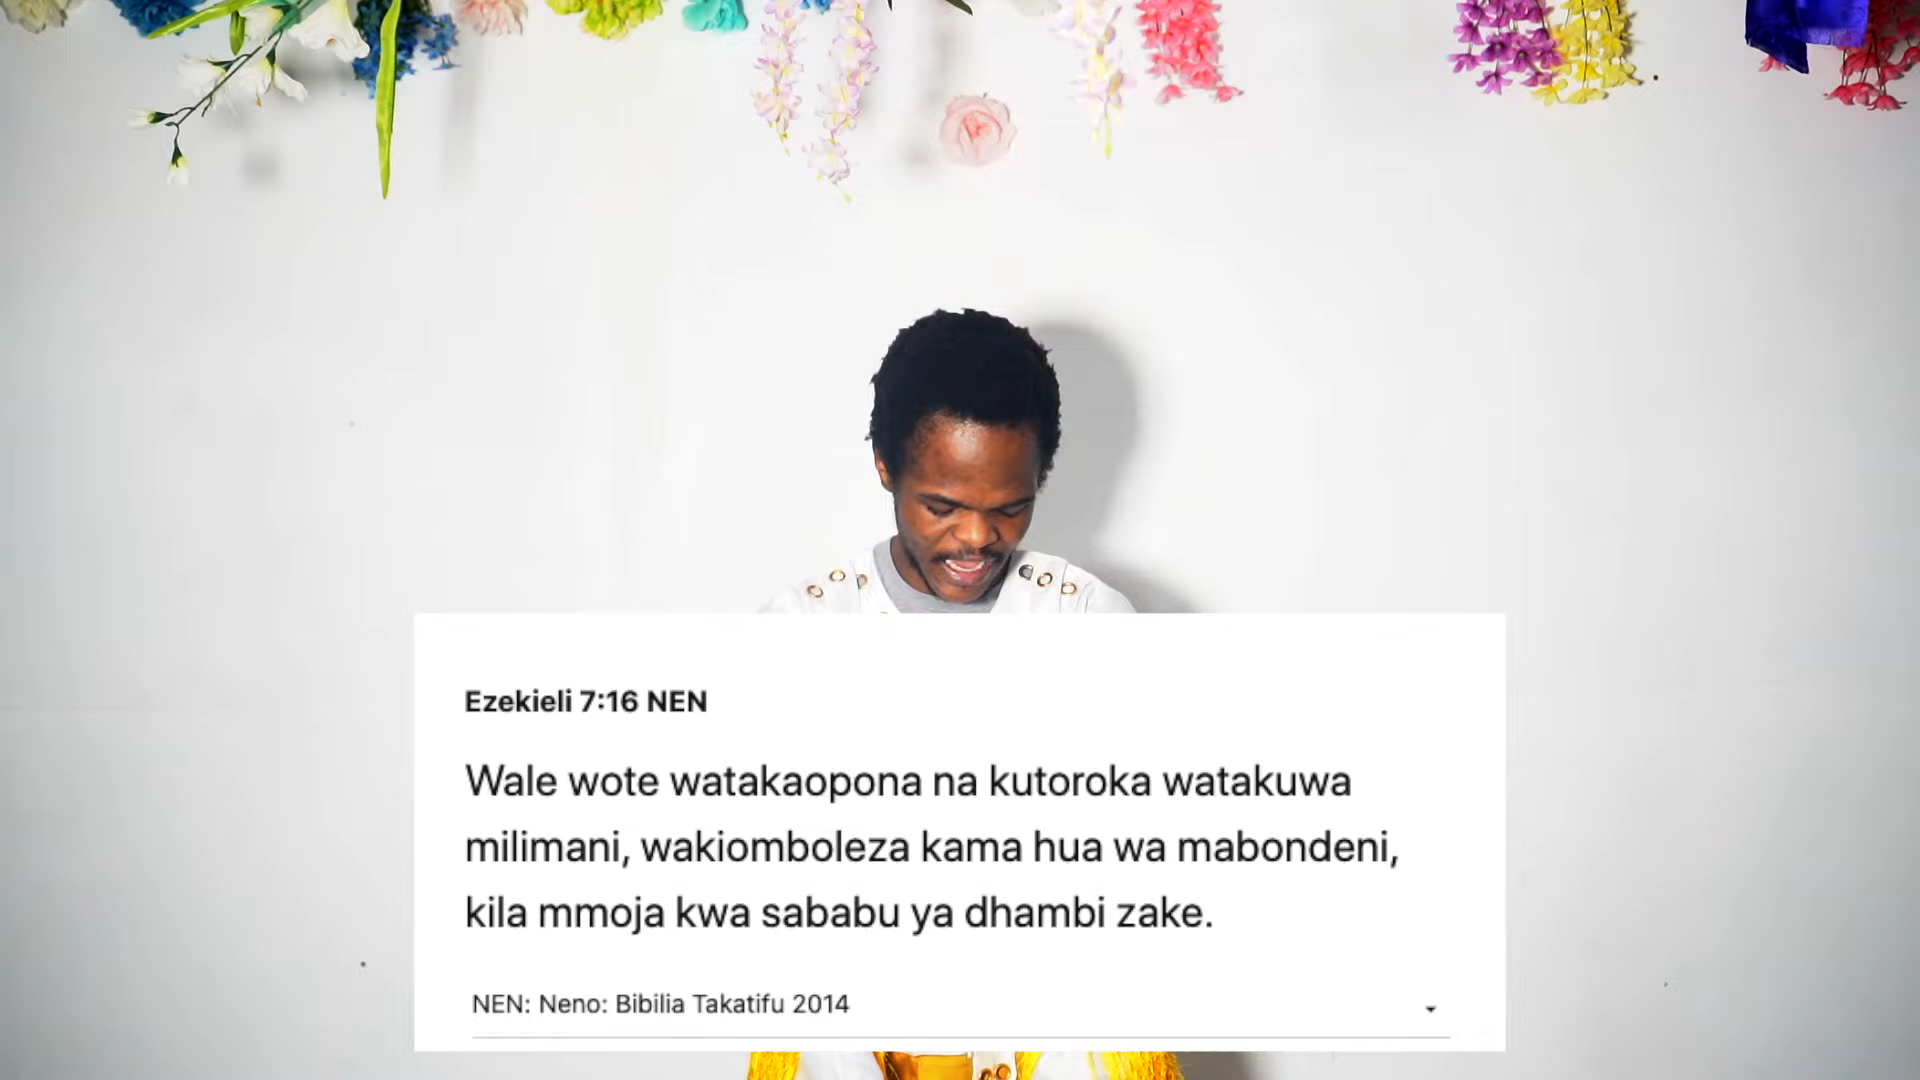 Ezekieli 7:16 NEN
Wale wote watakaopona na kutoroka watakuwa
milimani, wakiomboleza kama hua wa mabondeni,
kila mmoja kwa sababu ya dhambi zake.
NEN: Neno: Bibilia Takatifu 2014